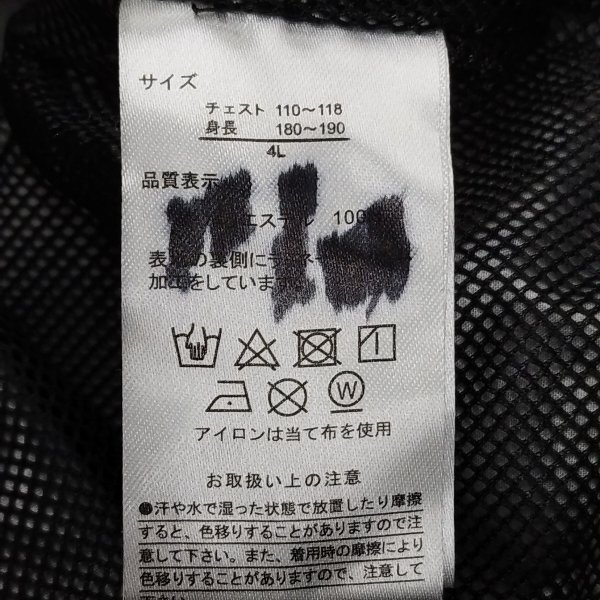 サイズ
チェスト 110～118
身長 180～190
4L
品質表示
エステル 100
表 の裏側に
加工をしています
W
アイロンは当て布を使用
お取扱い上の注意
●汗や水で湿った状態で放置したり摩擦
すると、色移りすることがありますので注
意して下さい。また、着用時の摩擦により
色移りすることがありますので注意して
下さい。